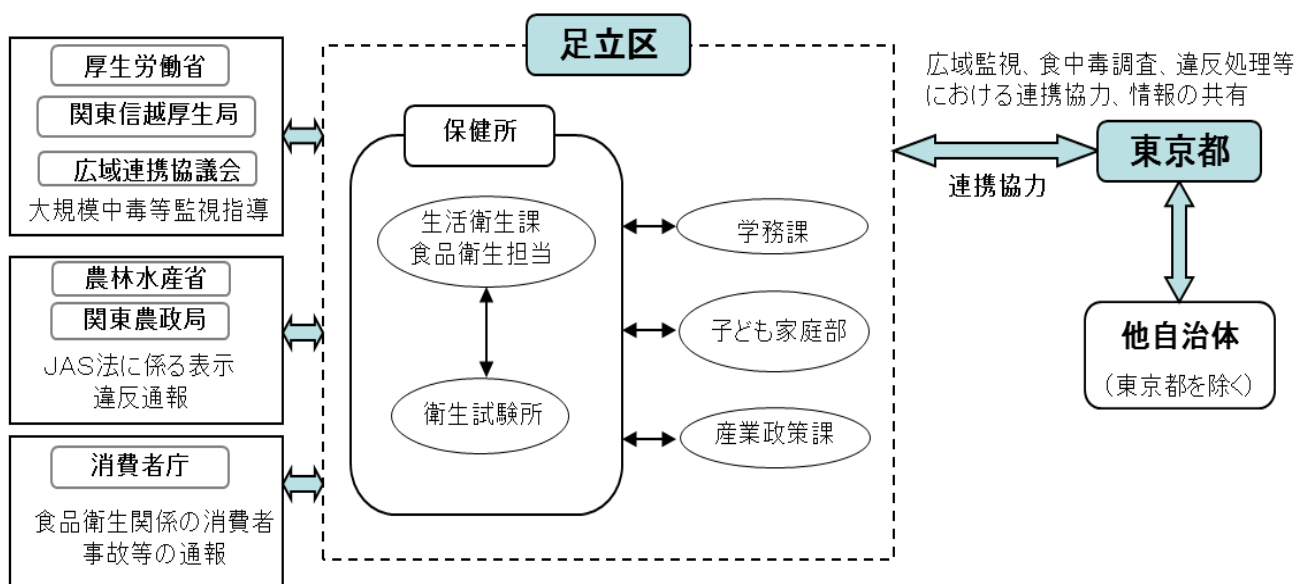 厚生労働省
関東信越厚生局
広域連携協議会
大規模中毒等監視指導
農林水産省
関東農政局
JAS法に係る表示
違反通報
消費者庁
食品衛生関係の消費者
事故等の通報
足立区
保健所
生活衛生課
食品衛生担当
衛生試験所
学務課
子ども家庭部
産業政策課
広域監視、食中毒調査、違反処理等
における連携協力、情報の共有
連携協力
東京都
他自治体
(東京都を除く)